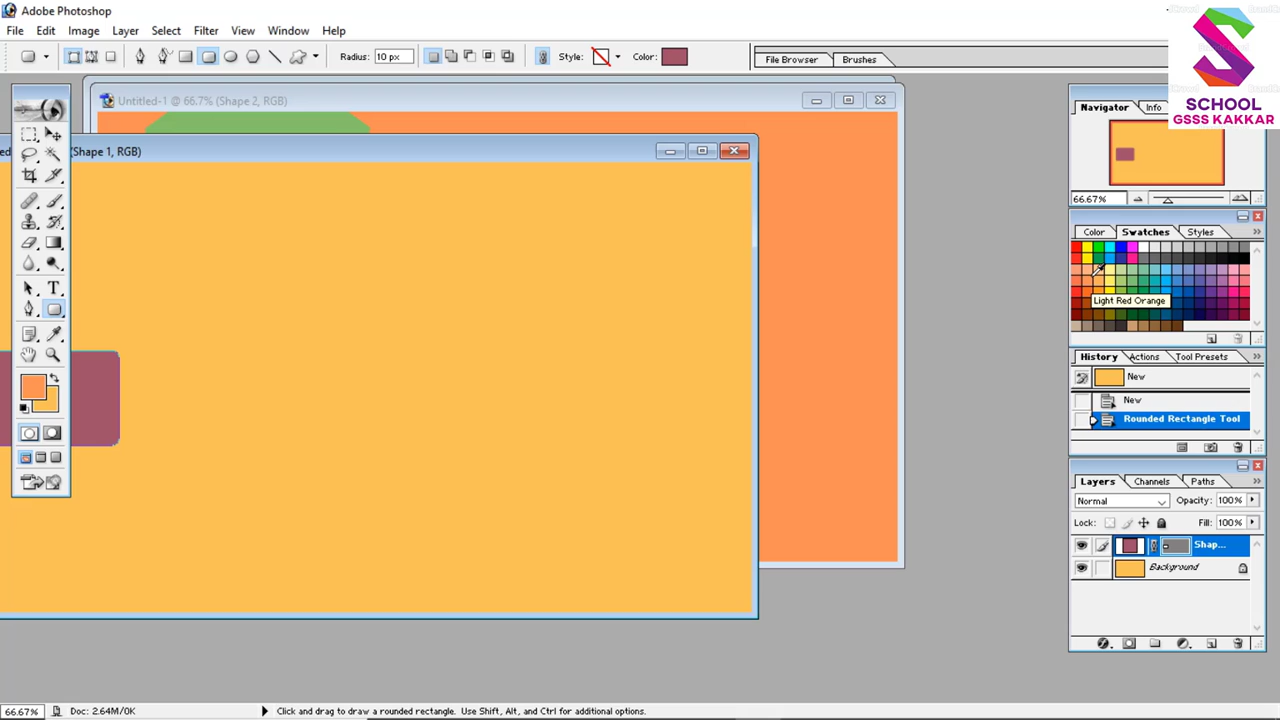 Adobe Photoshop
File Edit Image Layer Select Filter View Window Help
Radius: 10 px Style: Color: File Browser Brushes
SCHOOL
GSSS KAKKAR
Untitled-1 @ 66.7% (Shape 2, RGB)
(Shape 1, RGB)
Navigator Info
66.67%
Color Swatches Styles
Light Red Orange
History Actions Tool Presets
New
New
Rounded Rectangle Tool
Layers Channels Paths
Normal Opacity: 100%
Lock: Fill: 100%
Shap...
Background
66.67% Doc: 2.64M/0K Click and drag to draw a rounded rectangle. Use Shift, Alt, and Ctrl for additional options.